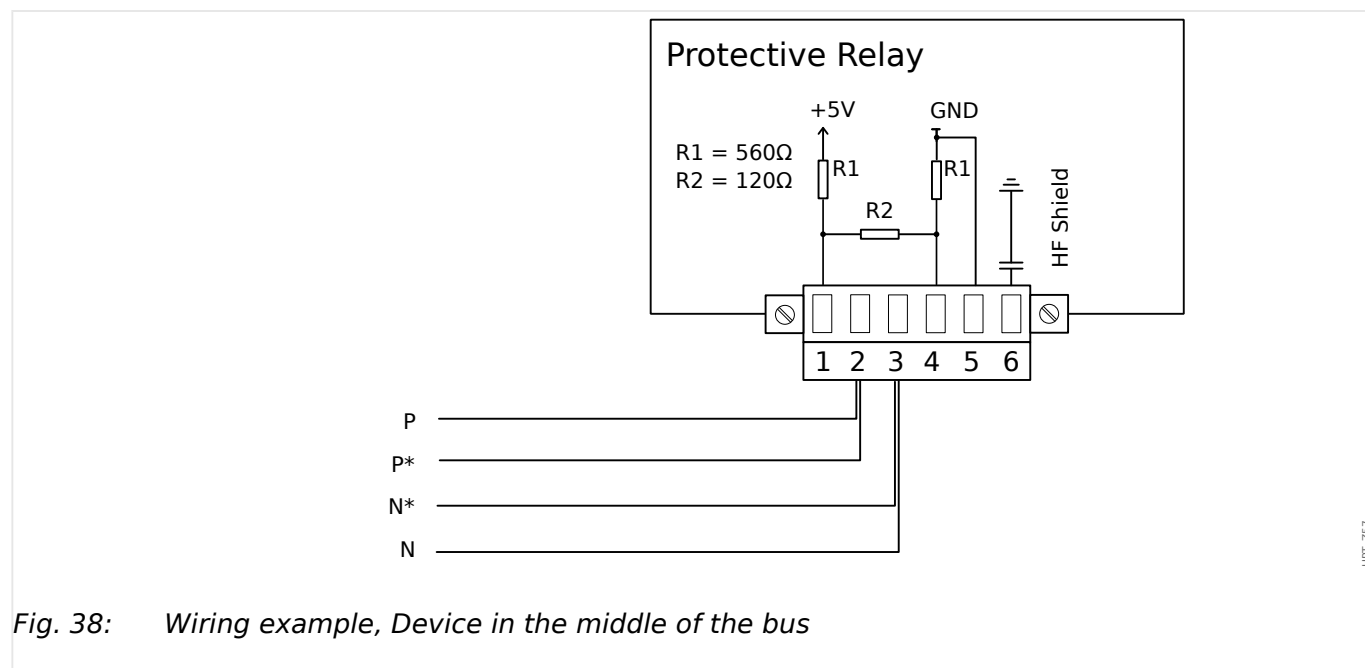 Protective Relay
+5V
GND
R1 = 560Ω
R2 = 120Ω
R1
R1
R2
HF Shield
1 2 3 4 5 6
P
P*
N*
N
Fig. 38: Wiring example, Device in the middle of the bus